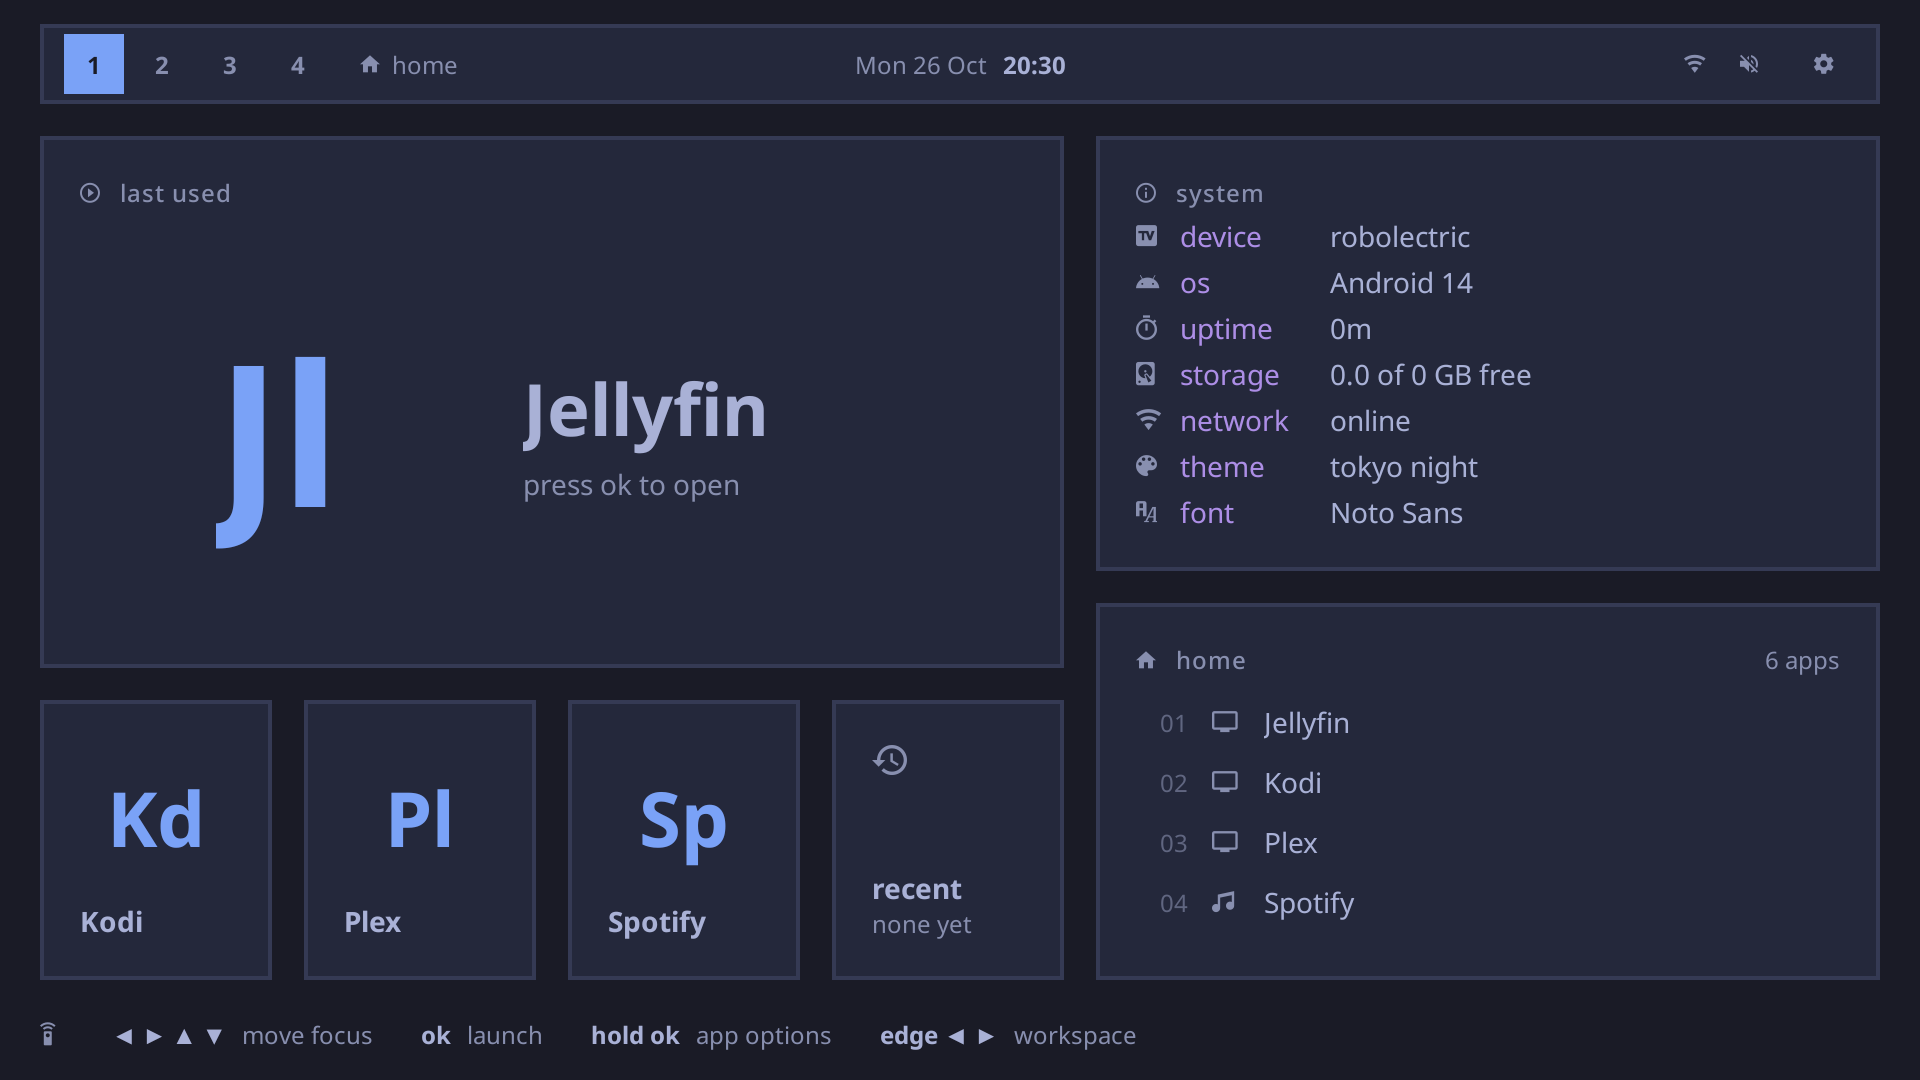 1 2 3 4 home Mon 26 Oct 20:30
last used
Jl
Jellyfin
press ok to open
system
device robolectric
os Android 14
uptime 0m
storage 0.0 of 0 GB free
network online
theme tokyo night
font Noto Sans
Kd
Kodi
Pl
Plex
Sp
Spotify
recent
none yet
home 6 apps
01 Jellyfin
02 Kodi
03 Plex
04 Spotify
◀ ▶ ▲ ▼ move focus ok launch hold ok app options edge ◀ ▶ workspace